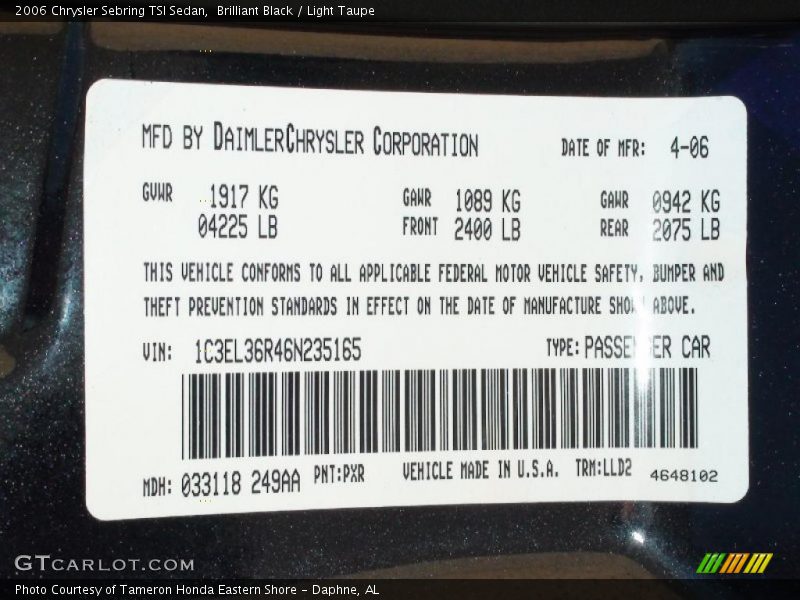 2006 Chrysler Sebring TSI Sedan,  Brilliant Black / Light Taupe
MFD BY DAIMLERCHRYSLER CORPORATION DATE OF MFR: 4-06
GVWR 1917 KG GAWR 1089 KG GAWR 0942 KG
04225 LB FRONT 2400 LB REAR 2075 LB
THIS VEHICLE CONFORMS TO ALL APPLICABLE FEDERAL MOTOR VEHICLE SAFETY, BUMPER AND
THEFT PREVENTION STANDARDS IN EFFECT ON THE DATE OF MANUFACTURE SHOWN ABOVE.
VIN: 1C3EL36R46N235165 TYPE: PASSENGER CAR
MDH: 033118 249AA PNT:PXR VEHICLE MADE IN U.S.A. TRM:LLD2 4648102
GTCARLOT.COM
Photo Courtesy of Tameron Honda Eastern Shore - Daphne, AL